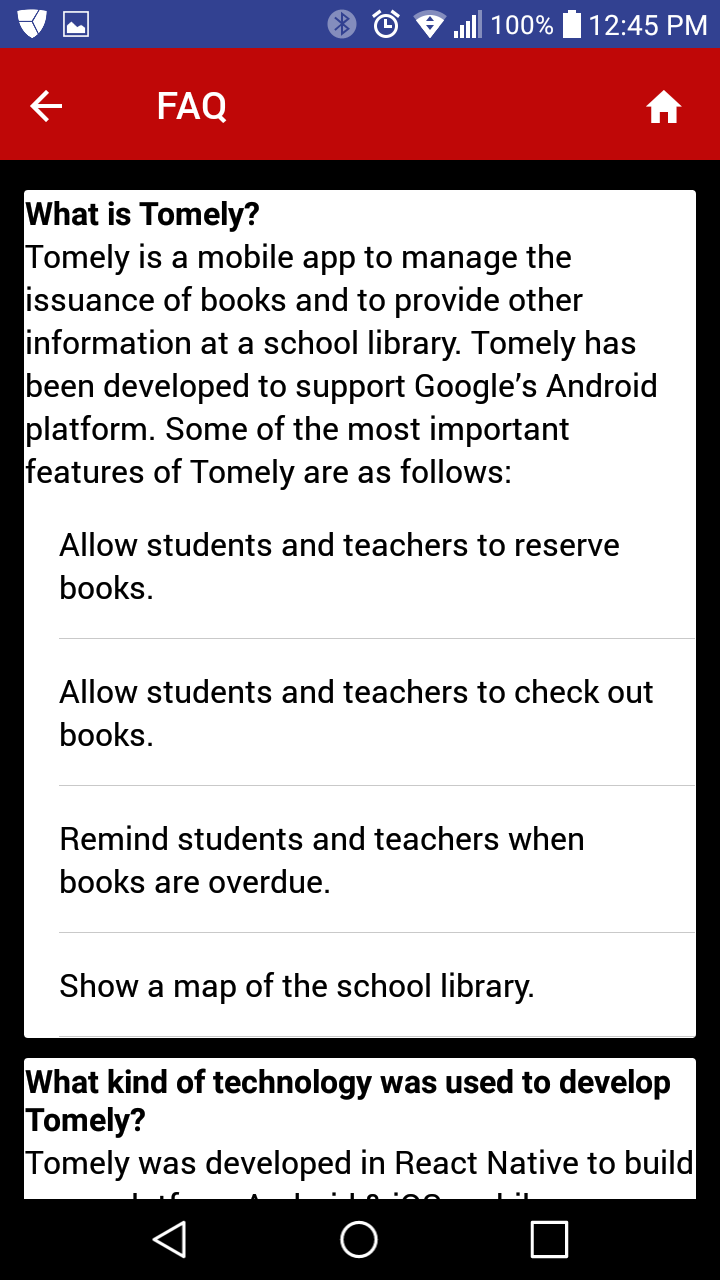 100% 12:45 PM
FAQ
What is Tomely?
Tomely is a mobile app to manage the
issuance of books and to provide other
information at a school library. Tomely has
been developed to support Google’s Android
platform. Some of the most important
features of Tomely are as follows:
Allow students and teachers to reserve
books.
Allow students and teachers to check out
books.
Remind students and teachers when
books are overdue.
Show a map of the school library.
What kind of technology was used to develop
Tomely?
Tomely was developed in React Native to build
Android & iOS